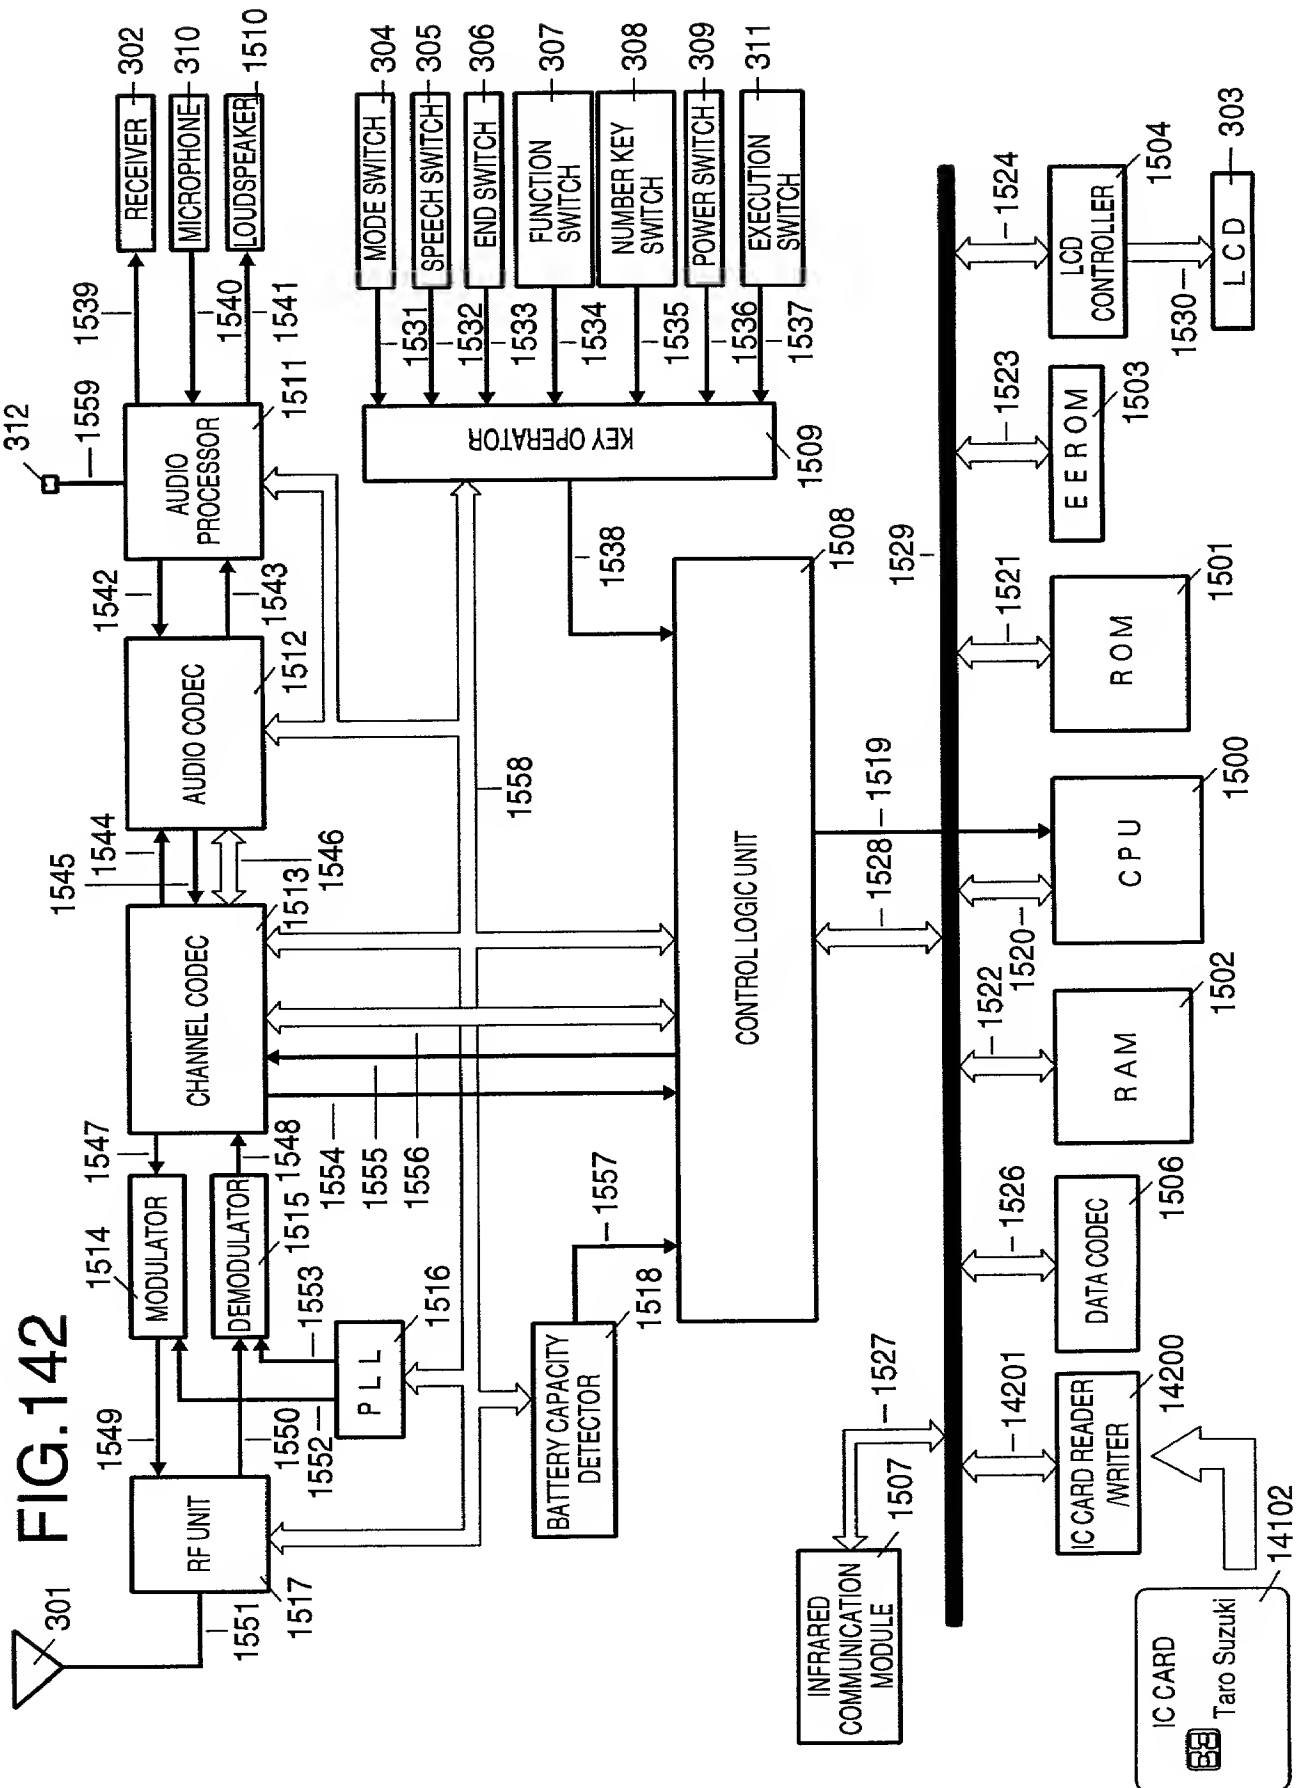 FIG.142
301
1551
RF UNIT
1517
1549
1550
1552
1514
MODULATOR
DEMODULATOR
1515
1553
PLL
1516
1547
1548
CHANNEL CODEC
1513
1554
1555
1556
1545
1544
1546
AUDIO CODEC
1512
1542
1543
312
1559
AUDIO
PROCESSOR
1511
1539
1540
1541
RECEIVER
302
MICROPHONE
310
LOUDSPEAKER
1510
MODE SWITCH
304
SPEECH SWITCH
305
END SWITCH
306
FUNCTION
SWITCH
307
NUMBER KEY
SWITCH
308
POWER SWITCH
309
EXECUTION
SWITCH
311
1531
1532
1533
1534
1535
1536
1537
KEY OPERATOR
1509
1538
1558
BATTERY CAPACITY
DETECTOR
1518
1557
CONTROL LOGIC UNIT
1508
INFRARED
COMMUNICATION
MODULE
1507
1527
1528
1519
1529
14201
1526
1522
1520
1521
1523
1524
IC CARD READER
/WRITER
14200
DATA CODEC
1506
RAM
1502
CPU
1500
ROM
1501
EEROM
1503
LCD
CONTROLLER
1504
1530
LCD
303
IC CARD
Taro Suzuki
14102